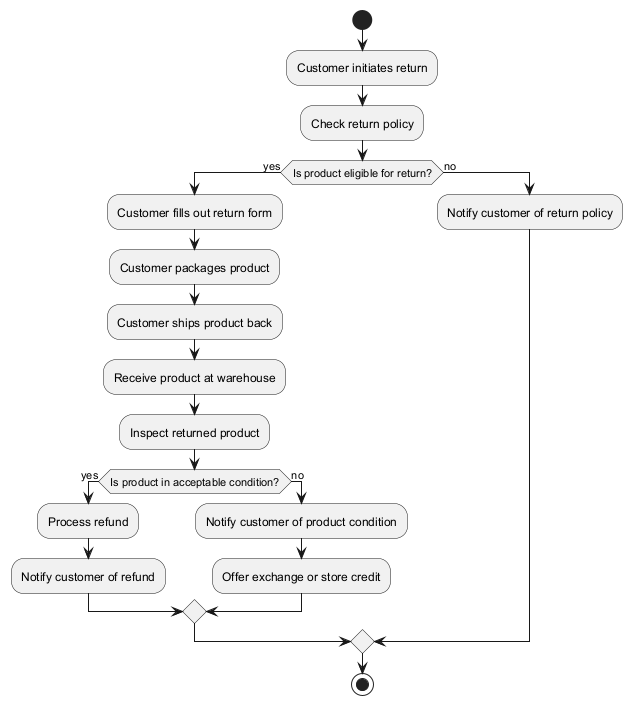 Customer initiates return
Check return policy
yes
Is product eligible for return?
no
Customer fills out return form
Notify customer of return policy
Customer packages product
Customer ships product back
Receive product at warehouse
Inspect returned product
yes
Is product in acceptable condition?
no
Process refund
Notify customer of product condition
Notify customer of refund
Offer exchange or store credit